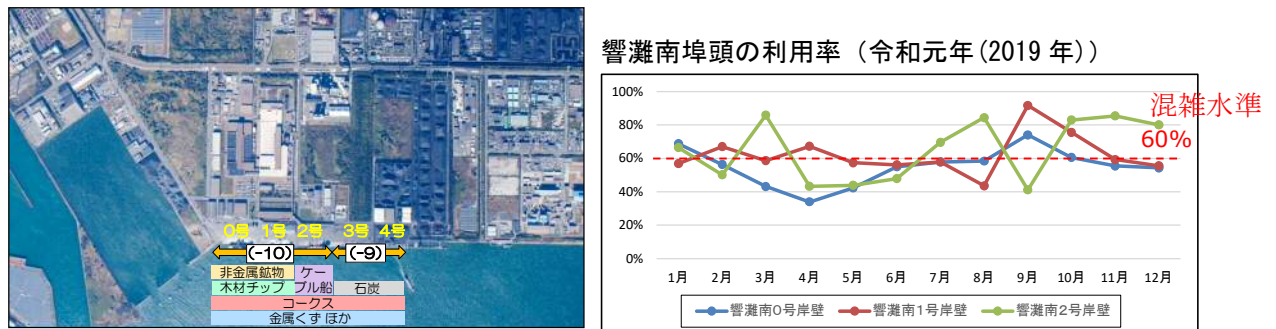 0号 1号 2号 3号 4号
(-10) (-9)
非金属鉱物 ケー
木材チップ ブル船 石炭
コークス
金属くず ほか
響灘南埠頭の利用率 (令和元年(2019 年))
100%
80%
60%
40%
20%
0%
混雑水準
60%
1月 2月 3月 4月 5月 6月 7月 8月 9月 10月 11月 12月
響灘南0号岸壁 響灘南1号岸壁 響灘南2号岸壁